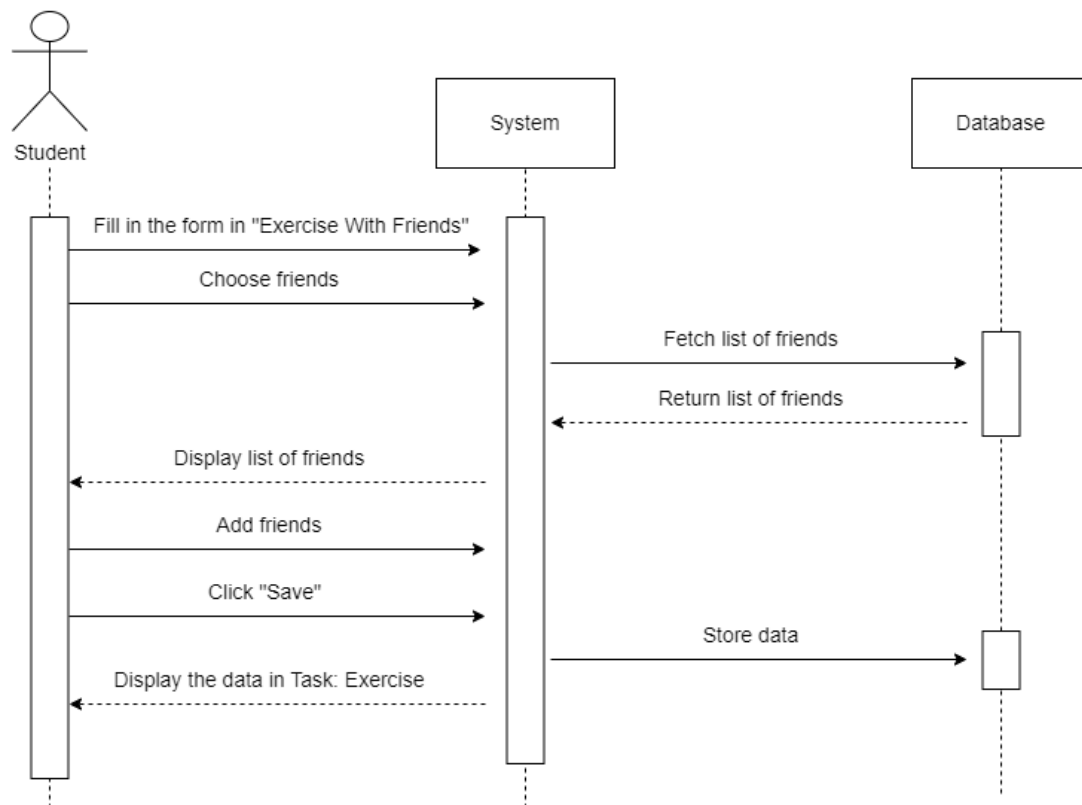 System
Database
Student
Fill in the form in "Exercise With Friends"
Choose friends
Fetch list of friends
Return list of friends
Display list of friends
Add friends
Click "Save"
Store data
Display the data in Task: Exercise